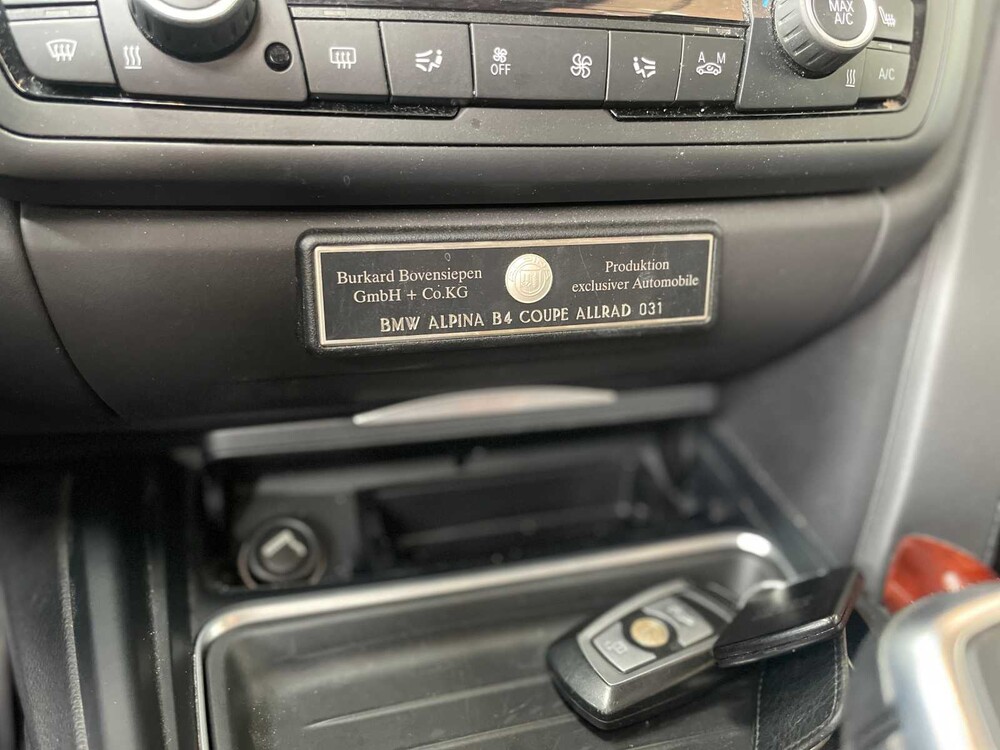 MAX
A/C
OFF
A M
A/C
Burkard Bovensiepen
GmbH + Co.KG
Produktion
exclusiver Automobile
BMW ALPINA B4 COUPE ALLRAD 031